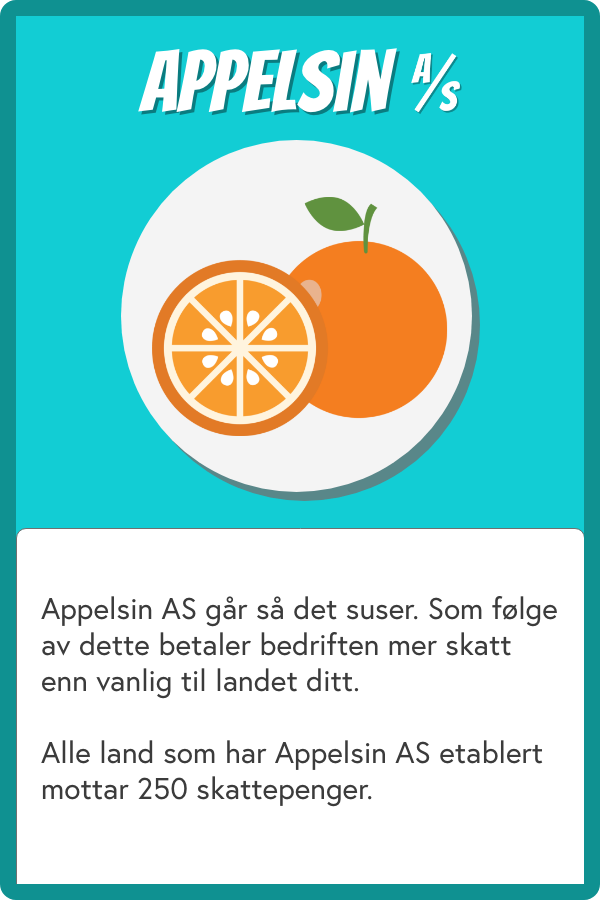 APPELSIN A/S
Appelsin AS går så det suser. Som følge
av dette betaler bedriften mer skatt
enn vanlig til landet ditt.
Alle land som har Appelsin AS etablert
mottar 250 skattepenger.